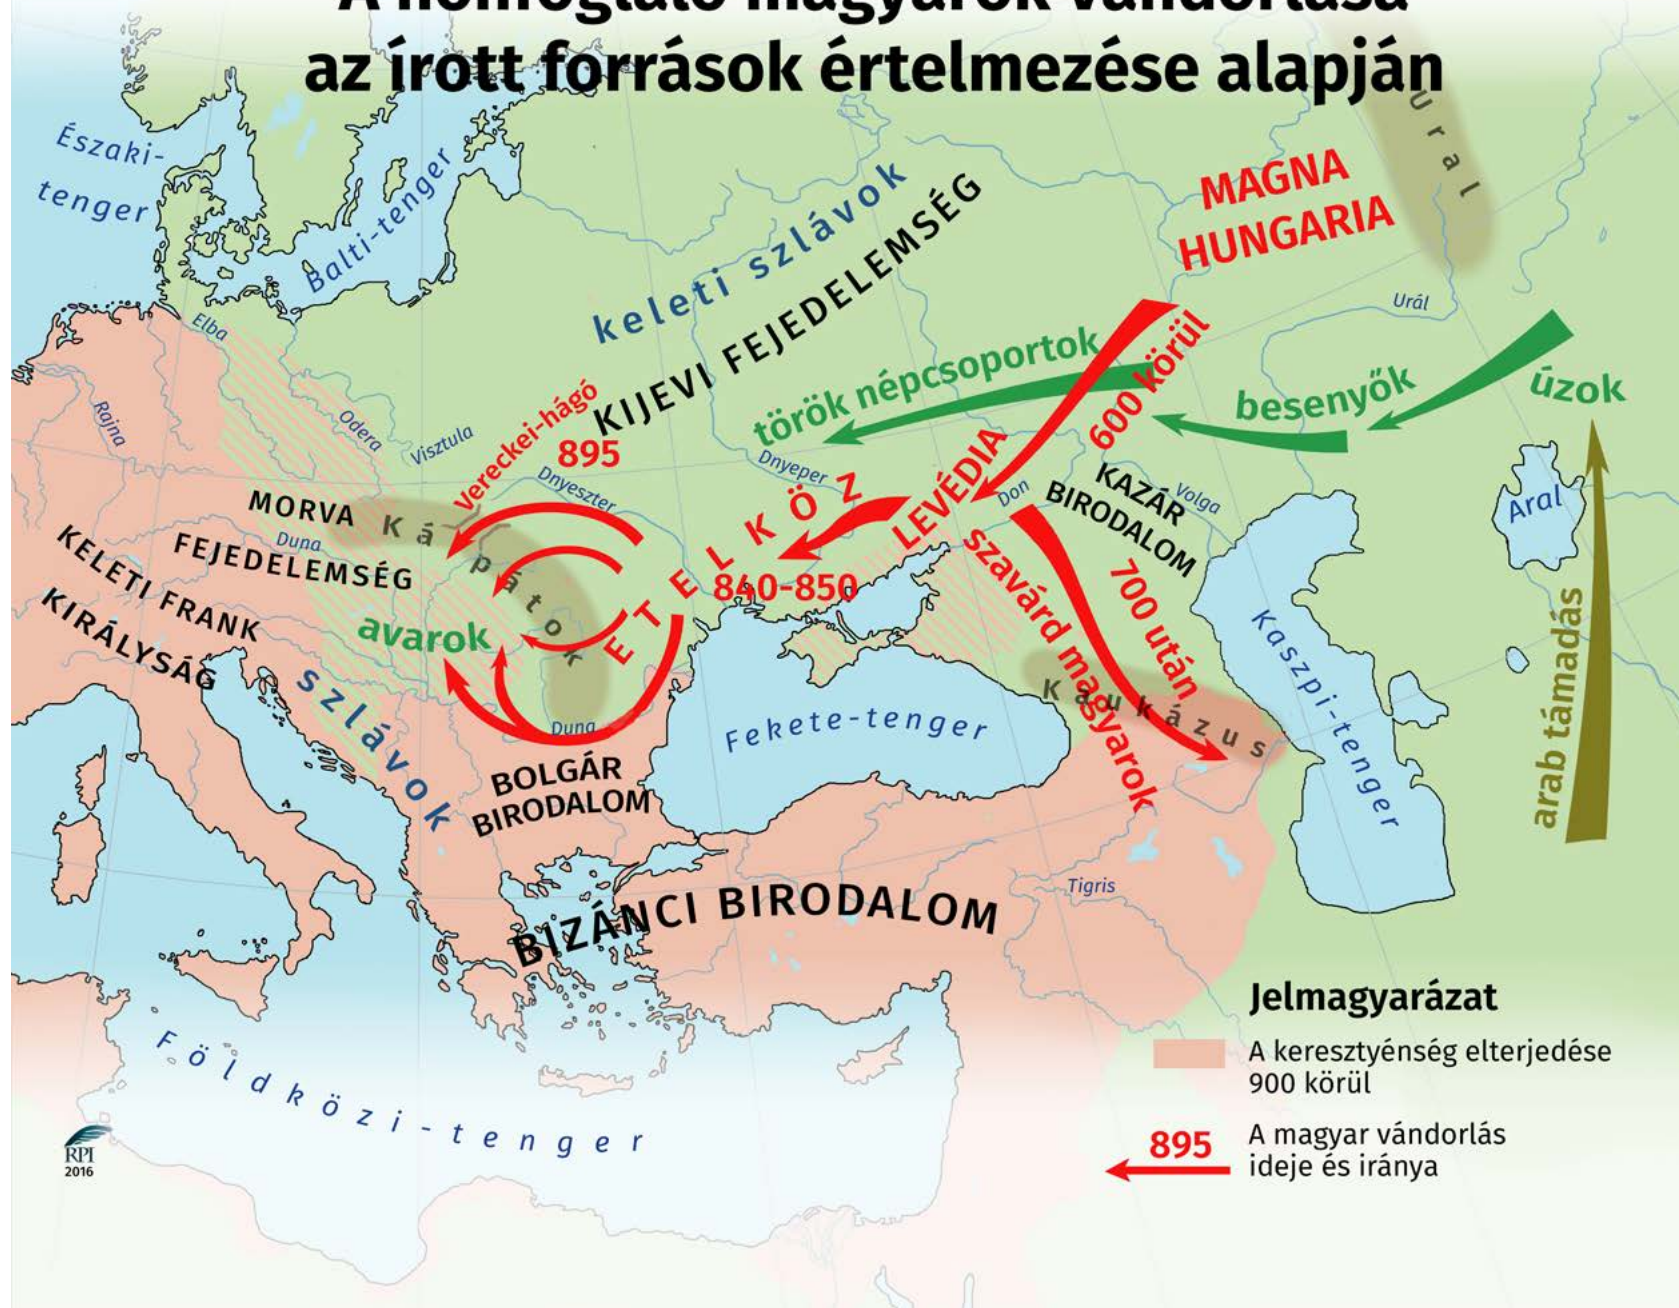 A honfoglaló magyarok vándorlása
az írott források értelmezése alapján
Északi-
tenger
Balti-tenger
keleti szlávok
KIJEVI FEJEDELEMSÉG
MAGNA
HUNGARIA
Ural
Urál
Elba
Rajna
Odera
Visztula
Vereckei-hágó
895
Dnyeszter
török népcsoportok
Dnyeper
600 körül
besenyők
úzok
LEVÉDIA
Don
KAZÁR
BIRODALOM
Volga
Aral
MORVA
FEJEDELEMSÉG
Duna
Kárpátok
KELETI FRANK
KIRÁLYSÁG
avarok
szlávok
ETELKÖZ
840-850
szavárd magyarok
700 után
Kaukázus
Kaszpi-tenger
arab támadás
Fekete-tenger
Duna
BOLGÁR
BIRODALOM
BIZÁNCI BIRODALOM
Tigris
Földközi-tenger
RPI
2016
Jelmagyarázat
A keresztyénség elterjedése
900 körül
895
A magyar vándorlás
ideje és iránya